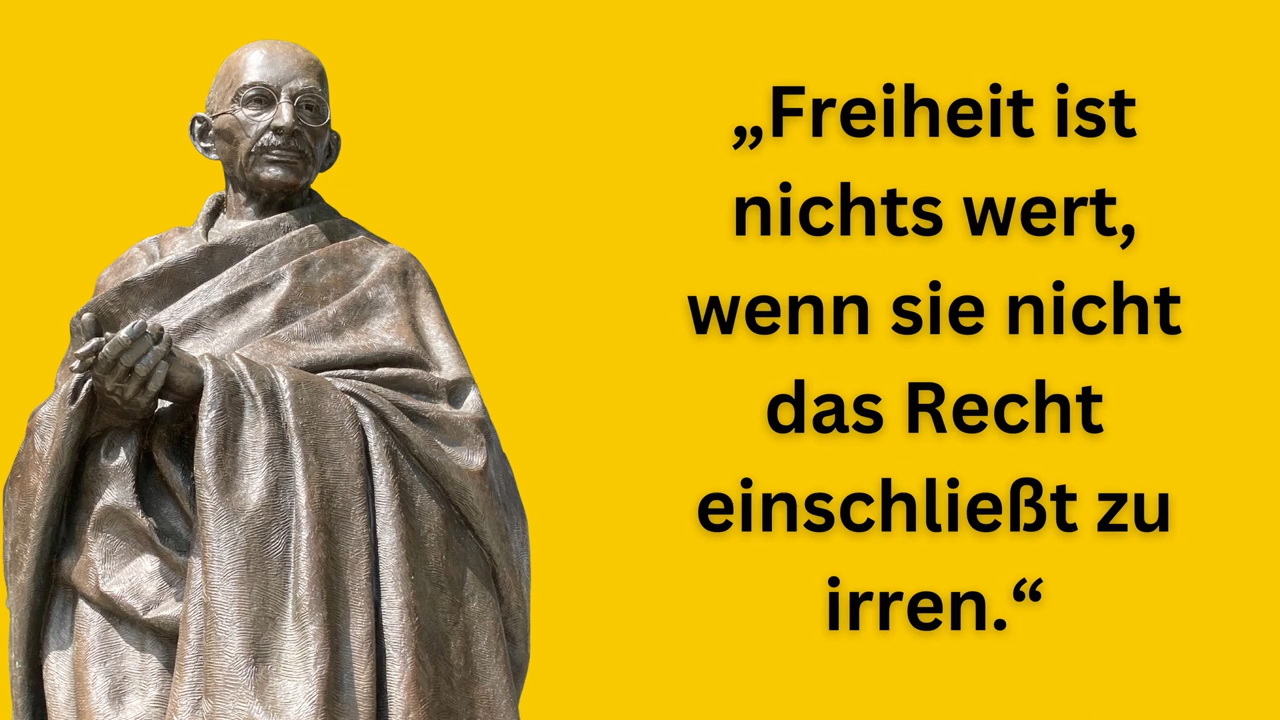 „Freiheit ist
nichts wert,
wenn sie nicht
das Recht
einschließt zu
irren.“